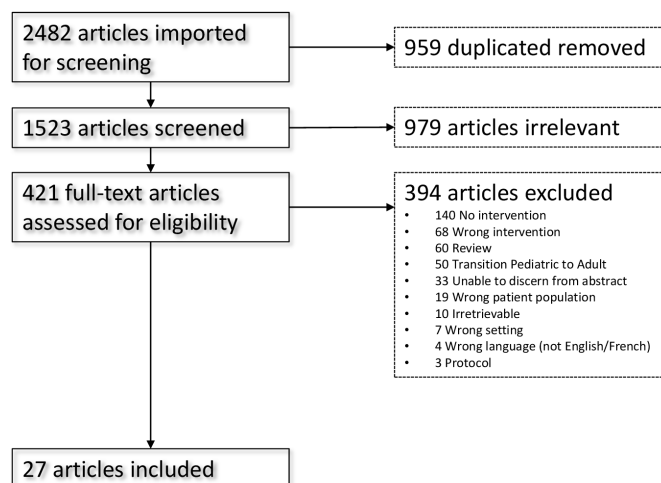 2482 articles imported
for screening
959 duplicated removed
1523 articles screened
979 articles irrelevant
421 full-text articles
assessed for eligibility
394 articles excluded
• 140 No intervention
• 68 Wrong intervention
• 60 Review
• 50 Transition Pediatric to Adult
• 33 Unable to discern from abstract
• 19 Wrong patient population
• 10 Irretrievable
• 7 Wrong setting
• 4 Wrong language (not English/French)
• 3 Protocol
27 articles included